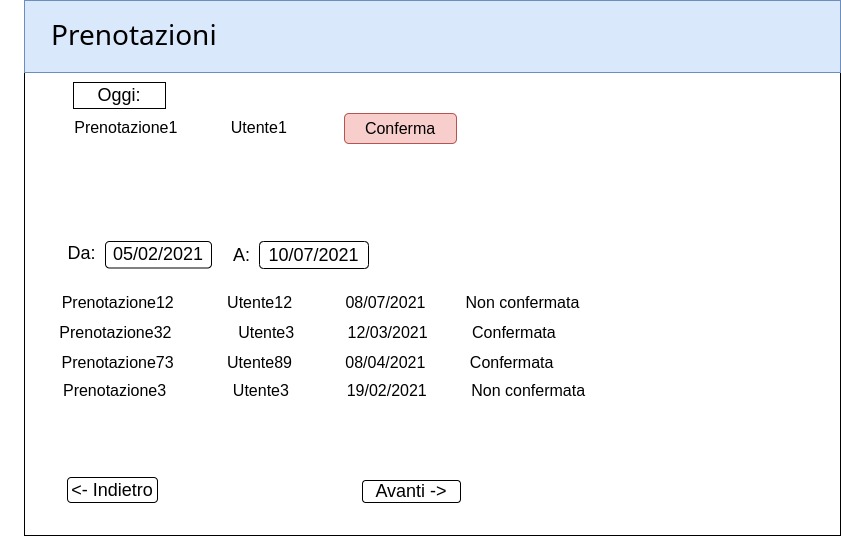 Prenotazioni
Oggi:
Prenotazione1 Utente1 Conferma
Da: 05/02/2021 A: 10/07/2021
Prenotazione12 Utente12 08/07/2021 Non confermata
Prenotazione32 Utente3 12/03/2021 Confermata
Prenotazione73 Utente89 08/04/2021 Confermata
Prenotazione3 Utente3 19/02/2021 Non confermata
<- Indietro Avanti ->